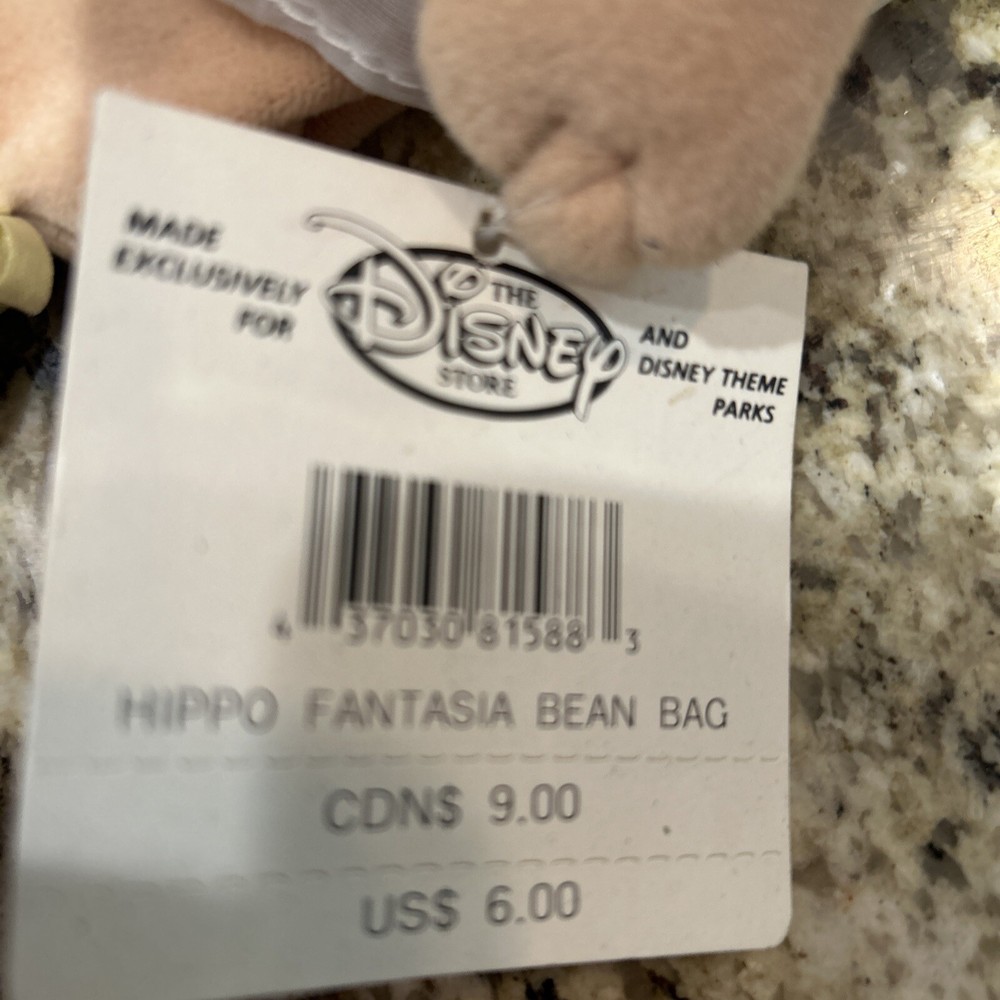 MADE
EXCLUSIVELY
FOR
THE
DISNEY
STORE
AND
DISNEY THEME
PARKS
37030 81588 3
HIPPO FANTASIA BEAN BAG
CDN$ 9.00
US$ 6.00